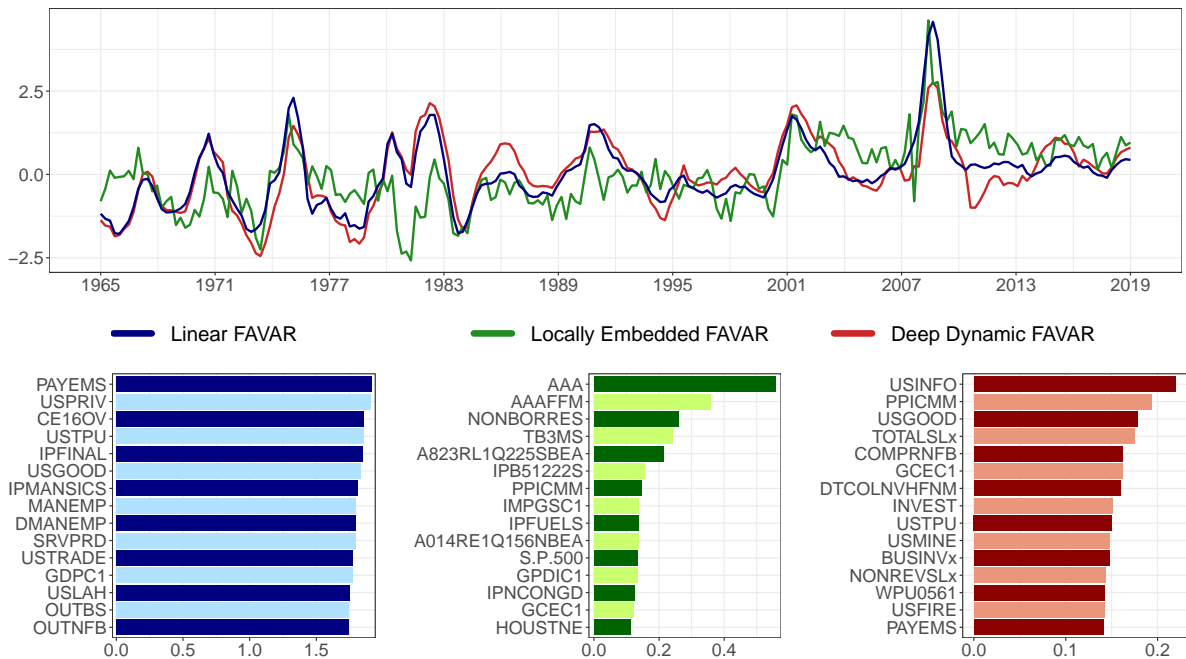 2.5
0.0
−2.5
1965 1971 1977 1983 1989 1995 2001 2007 2013 2019
Linear FAVAR Locally Embedded FAVAR Deep Dynamic FAVAR
PAYEMS
USPRIV
CE16OV
USTPU
IPFINAL
USGOOD
IPMANSICS
MANEMP
DMANEMP
SRVPRD
USTRADE
GDPC1
USLAH
OUTBS
OUTNFB
0.0 0.5 1.0 1.5
AAA
AAAFFM
NONBORRES
TB3MS
A823RL1Q225SBEA
IPB51222S
PPICMM
IMPGSC1
IPFUELS
A014RE1Q156NBEA
S.P.500
GPDIC1
IPNCONGD
GCEC1
HOUSTNE
0.0 0.2 0.4
USINFO
PPICMM
USGOOD
TOTALSLx
COMPRNFB
GCEC1
DTCOLNVHFNM
INVEST
USTPU
USMINE
BUSINVx
NONREVSLx
WPU0561
USFIRE
PAYEMS
0.0 0.1 0.2